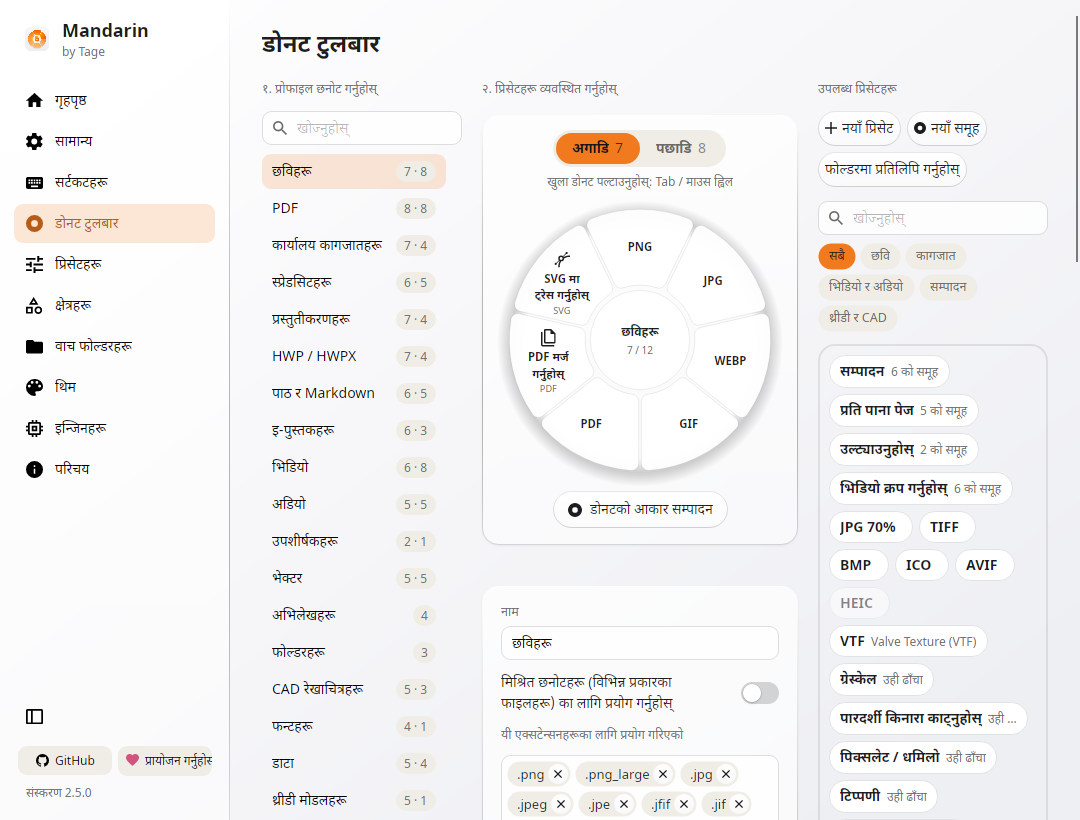 Mandarin
by Tage
गृहपृष्ठ
सामान्य
सर्टकटहरू
डोनट टुलबार
प्रिसेटहरू
क्षेत्रहरू
वाच फोल्डरहरू
थिम
इन्जिनहरू
परिचय
GitHub
प्रायोजन गर्नुहोस
संस्करण 2.5.0
डोनट टुलबार
१. प्रोफाइल छनोट गर्नुहोस्
खोज्नुहोस्
छविहरू 7 · 8
PDF 8 · 8
कार्यालय कागजातहरू 7 · 4
स्प्रेडसिटहरू 6 · 5
प्रस्तुतीकरणहरू 7 · 4
HWP / HWPX 7 · 4
पाठ र Markdown 6 · 5
इ-पुस्तकहरू 6 · 3
भिडियो 6 · 8
अडियो 5 · 5
उपशीर्षकहरू 2 · 1
भेक्टर 5 · 5
अभिलेखहरू 4
फोल्डरहरू 3
CAD रेखाचित्रहरू 5 · 3
फन्टहरू 4 · 1
डाटा 5 · 4
थ्रीडी मोडलहरू 5 · 1
२. प्रिसेटहरू व्यवस्थित गर्नुहोस्
अगाडि 7 पछाडि 8
खुला डोनट पल्टाउनुहोस्: Tab / माउस ह्विल
PNG
JPG
WEBP
GIF
PDF
PDF मर्ज
गर्नुहोस्
PDF
SVG मा
ट्रेस गर्नुहोस्
SVG
छविहरू
7 / 12
डोनटको आकार सम्पादन
नाम
छविहरू
मिश्रित छनोटहरू (विभिन्न प्रकारका
फाइलहरू) का लागि प्रयोग गर्नुहोस्
यी एक्सटेन्सनहरूका लागि प्रयोग गरिएको
.png .png_large .jpg
.jpeg .jpe .jfif .jif
उपलब्ध प्रिसेटहरू
नयाँ प्रिसेट नयाँ समूह
फोल्डरमा प्रतिलिपि गर्नुहोस्
खोज्नुहोस्
सबै छवि कागजात
भिडियो र अडियो सम्पादन
थ्रीडी र CAD
सम्पादन 6 को समूह
प्रति पाना पेज 5 को समूह
उल्ट्याउनुहोस् 2 को समूह
भिडियो क्रप गर्नुहोस् 6 को समूह
JPG 70% TIFF
BMP ICO AVIF
HEIC
VTF Valve Texture (VTF)
ग्रेस्केल उही ढाँचा
पारदर्शी किनारा काट्नुहोस् उही ...
पिक्सलेट / धमिलो उही ढाँचा
टिप्पणी उही ढाँचा